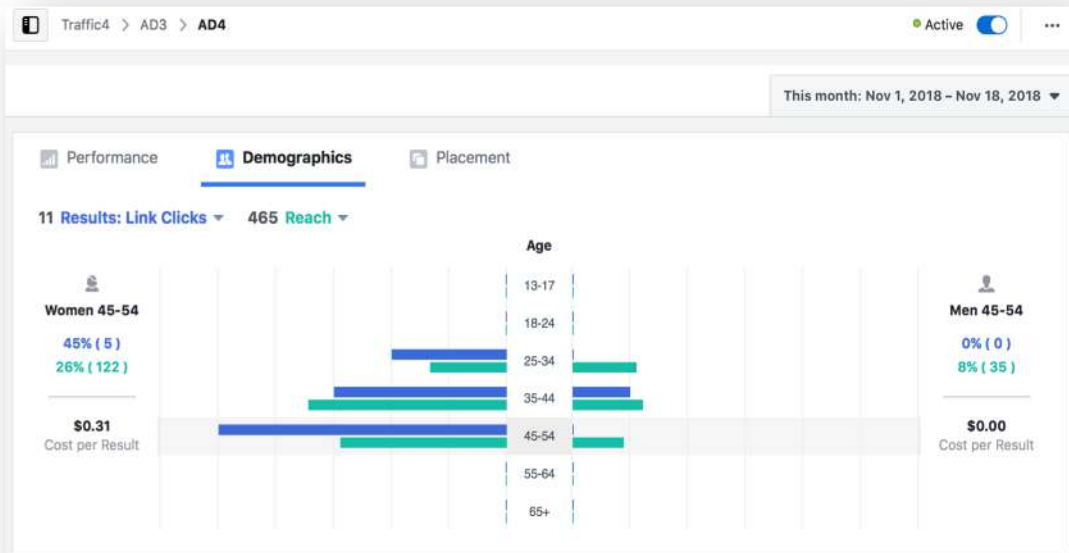 Traffic4 > AD3 > AD4
Active
This month: Nov 1, 2018 – Nov 18, 2018
Performance
Demographics
Placement
11 Results: Link Clicks
465 Reach
Age
Women 45-54
45% ( 5 )
26% ( 122 )
$0.31
Cost per Result
13-17
18-24
25-34
35-44
45-54
55-64
65+
Men 45-54
0% ( 0 )
8% ( 35 )
$0.00
Cost per Result